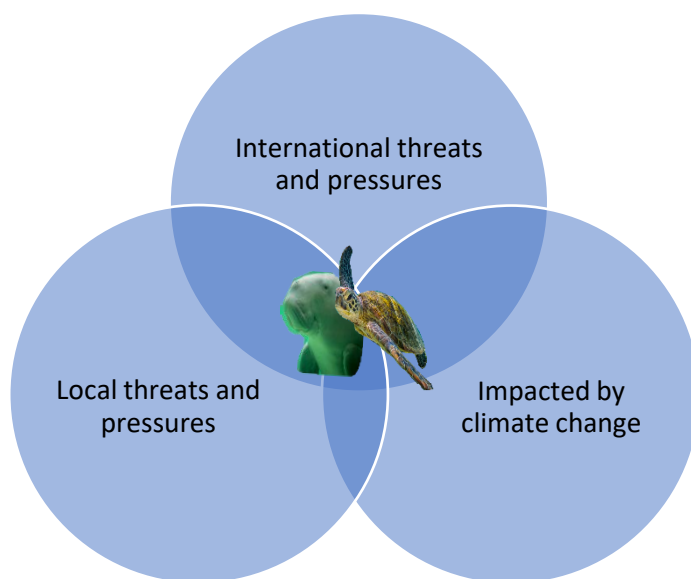 International threats
and pressures
Local threats and
pressures
Impacted by
climate change